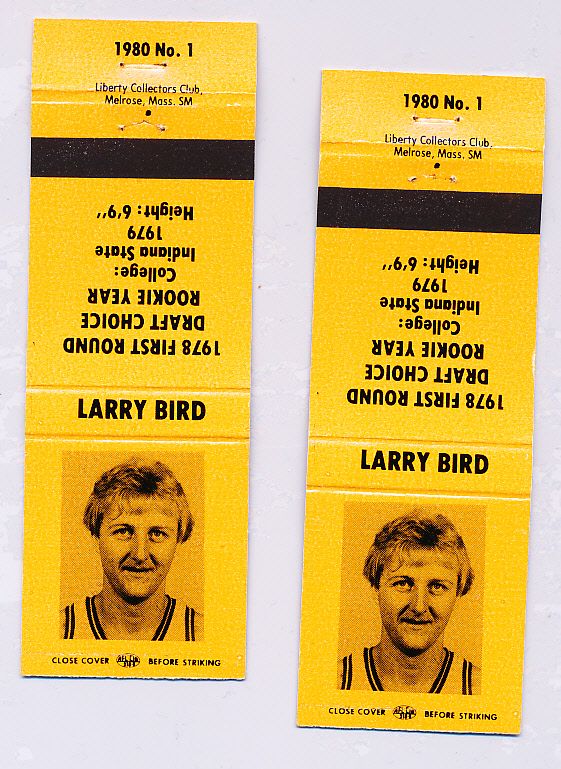 1980 No. 1
Liberty Collectors Club,
Melrose, Mass. SM
1978 FIRST ROUND
DRAFT CHOICE
ROOKIE YEAR
College:
Indiana State
1979
Height: 6'9''
LARRY BIRD
CLOSE COVER BEFORE STRIKING
1980 No. 1
Liberty Collectors Club,
Melrose, Mass. SM
1978 FIRST ROUND
DRAFT CHOICE
ROOKIE YEAR
College:
Indiana State
1979
Height: 6'9''
LARRY BIRD
CLOSE COVER BEFORE STRIKING